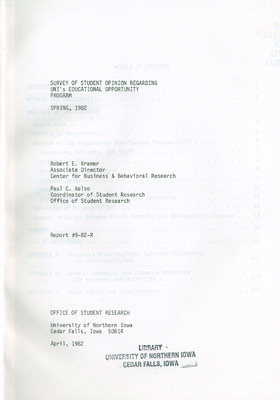 SURVEY OF STUDENT OPINION REGARDING
UNI's EDUCATIONAL OPPORTUNITY
PROGRAM
SPRING, 1982
Robert E. Kramer
Associate Director
Center for Business & Behavioral Research
Paul C. Kelso
Coordinator of Student Research
Office of Student Research
Report #9-82-R
OFFICE OF STUDENT RESEARCH
University of Northern Iowa
Cedar Falls, Iowa 50614
April, 1982
LIBRARY
UNIVERSITY OF NORTHERN IOWA
CEDAR FALLS, IOWA